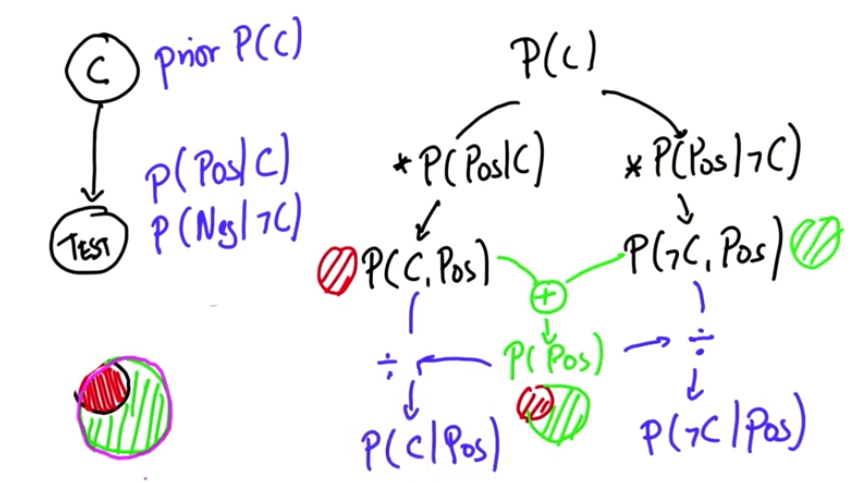 C prior P(C)
P(C)
P(Pos|C)
P(Neg|¬C)
TEST
* P(Pos|C) * P(Pos|¬C)
P(C, Pos) P(¬C, Pos)
+
÷ P(Pos) ÷
P(C|Pos) P(¬C|Pos)